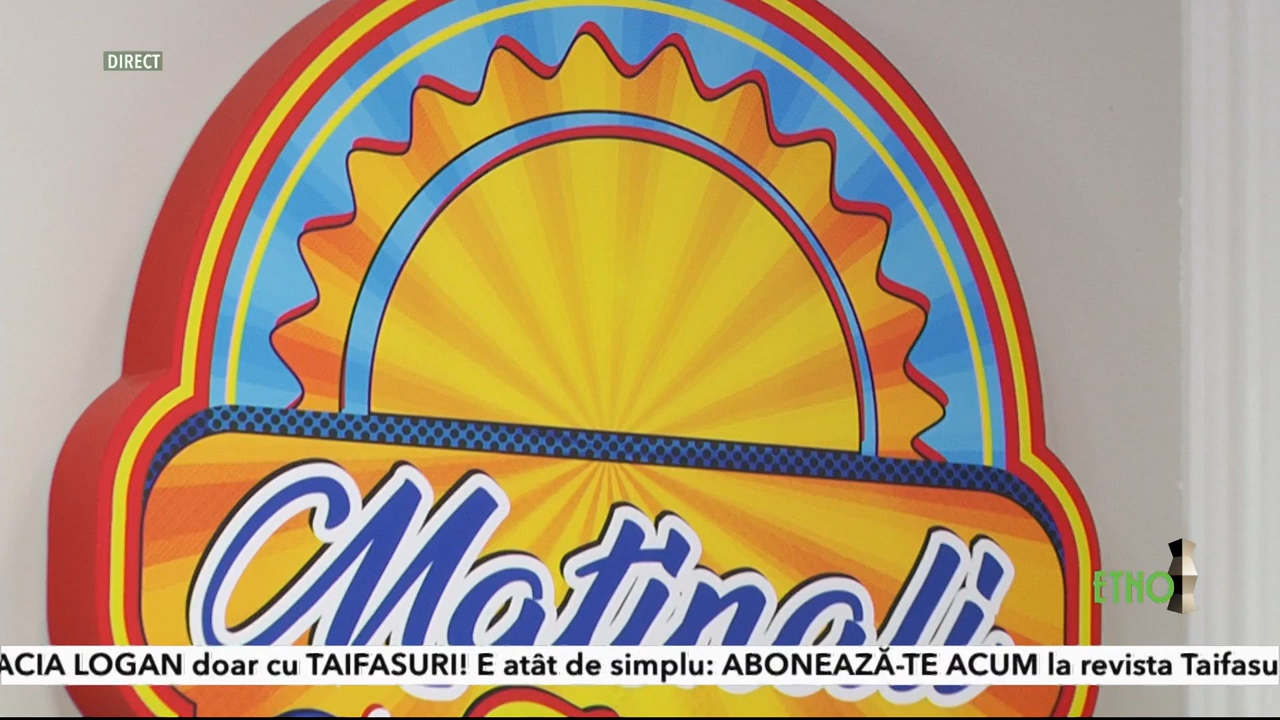 DIRECT
Matinali
ETNO
ACIA LOGAN doar cu TAIFASURI! E atât de simplu: ABONEAZĂ-TE ACUM la revista Taifasu